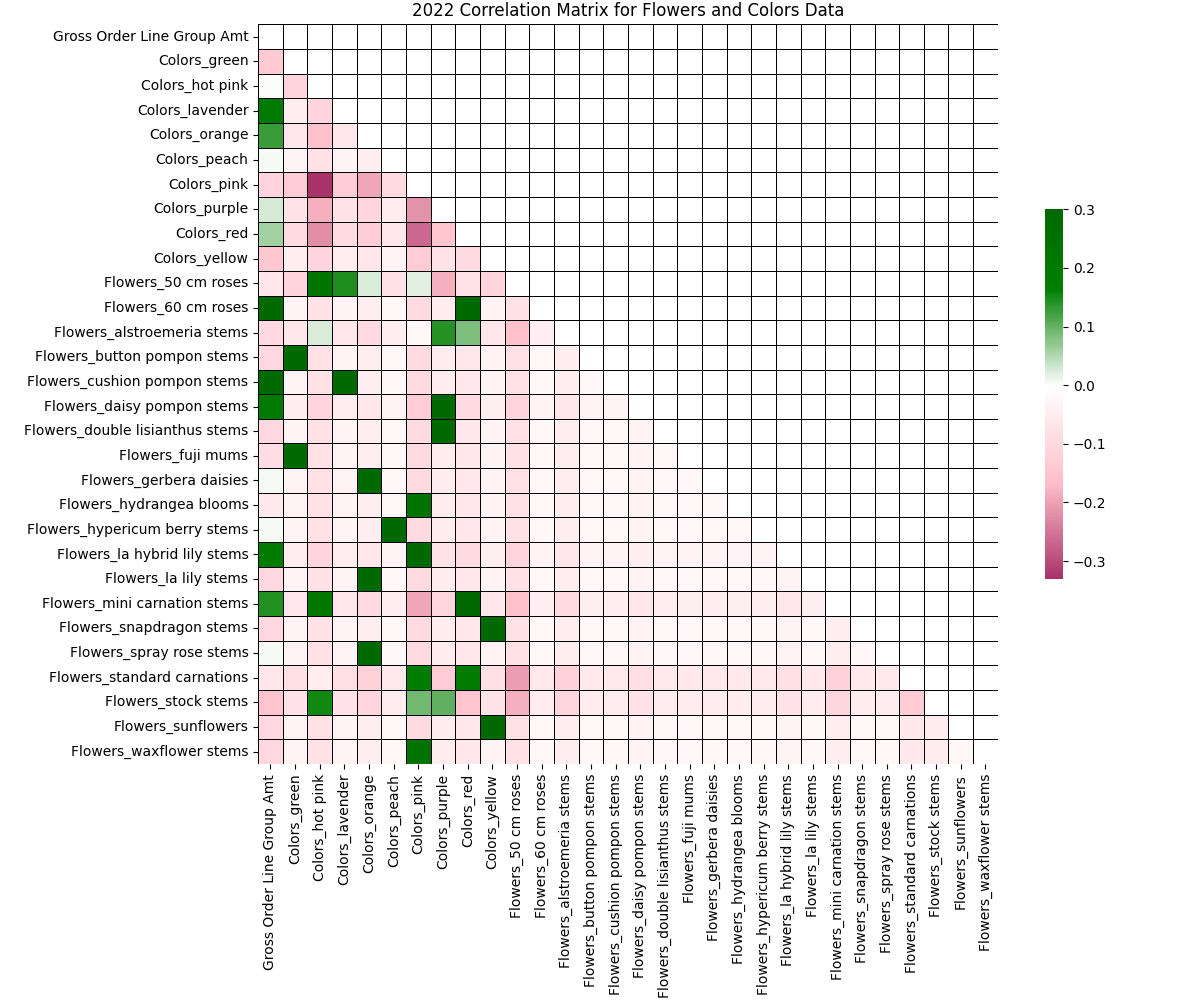 2022 Correlation Matrix for Flowers and Colors Data
Gross Order Line Group Amt
Colors_green
Colors_hot pink
Colors_lavender
Colors_orange
Colors_peach
Colors_pink
Colors_purple
Colors_red
Colors_yellow
Flowers_50 cm roses
Flowers_60 cm roses
Flowers_alstroemeria stems
Flowers_button pompon stems
Flowers_cushion pompon stems
Flowers_daisy pompon stems
Flowers_double lisianthus stems
Flowers_fuji mums
Flowers_gerbera daisies
Flowers_hydrangea blooms
Flowers_hypericum berry stems
Flowers_la hybrid lily stems
Flowers_la lily stems
Flowers_mini carnation stems
Flowers_snapdragon stems
Flowers_spray rose stems
Flowers_standard carnations
Flowers_stock stems
Flowers_sunflowers
Flowers_waxflower stems
Gross Order Line Group Amt
Colors_green
Colors_hot pink
Colors_lavender
Colors_orange
Colors_peach
Colors_pink
Colors_purple
Colors_red
Colors_yellow
Flowers_50 cm roses
Flowers_60 cm roses
Flowers_alstroemeria stems
Flowers_button pompon stems
Flowers_cushion pompon stems
Flowers_daisy pompon stems
Flowers_double lisianthus stems
Flowers_fuji mums
Flowers_gerbera daisies
Flowers_hydrangea blooms
Flowers_hypericum berry stems
Flowers_la hybrid lily stems
Flowers_la lily stems
Flowers_mini carnation stems
Flowers_snapdragon stems
Flowers_spray rose stems
Flowers_standard carnations
Flowers_stock stems
Flowers_sunflowers
Flowers_waxflower stems
0.3
0.2
0.1
0.0
−0.1
−0.2
−0.3